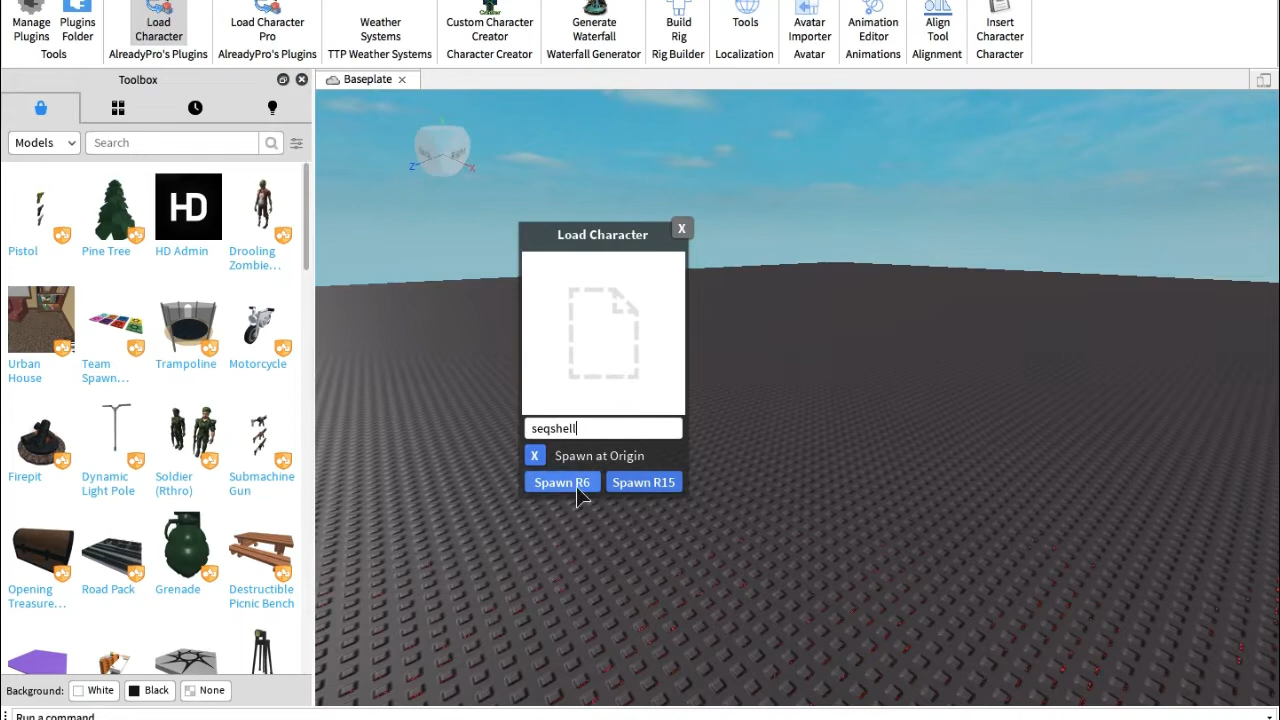 Manage Plugins
Plugins Folder
Load Character
Load Character Pro
Weather Systems
Custom Character Creator
Generate Waterfall
Build Rig
Tools
Avatar Importer
Animation Editor
Align Tool
Insert Character
Tools
AlreadyPro's Plugins
AlreadyPro's Plugins
TTP Weather Systems
Character Creator
Waterfall Generator
Rig Builder
Localization
Avatar
Animations
Alignment
Character
Toolbox
Baseplate
Models
Search
HD
Pistol
Pine Tree
HD Admin
Drooling Zombie...
Urban House
Team Spawn...
Trampoline
Motorcycle
Firepit
Dynamic Light Pole
Soldier (Rthro)
Submachine Gun
Opening Treasure...
Road Pack
Grenade
Destructible Picnic Bench
Z
X
Load Character
X
seqshell
X
Spawn at Origin
Spawn R6
Spawn R15
Background:
White
Black
None
Run a command